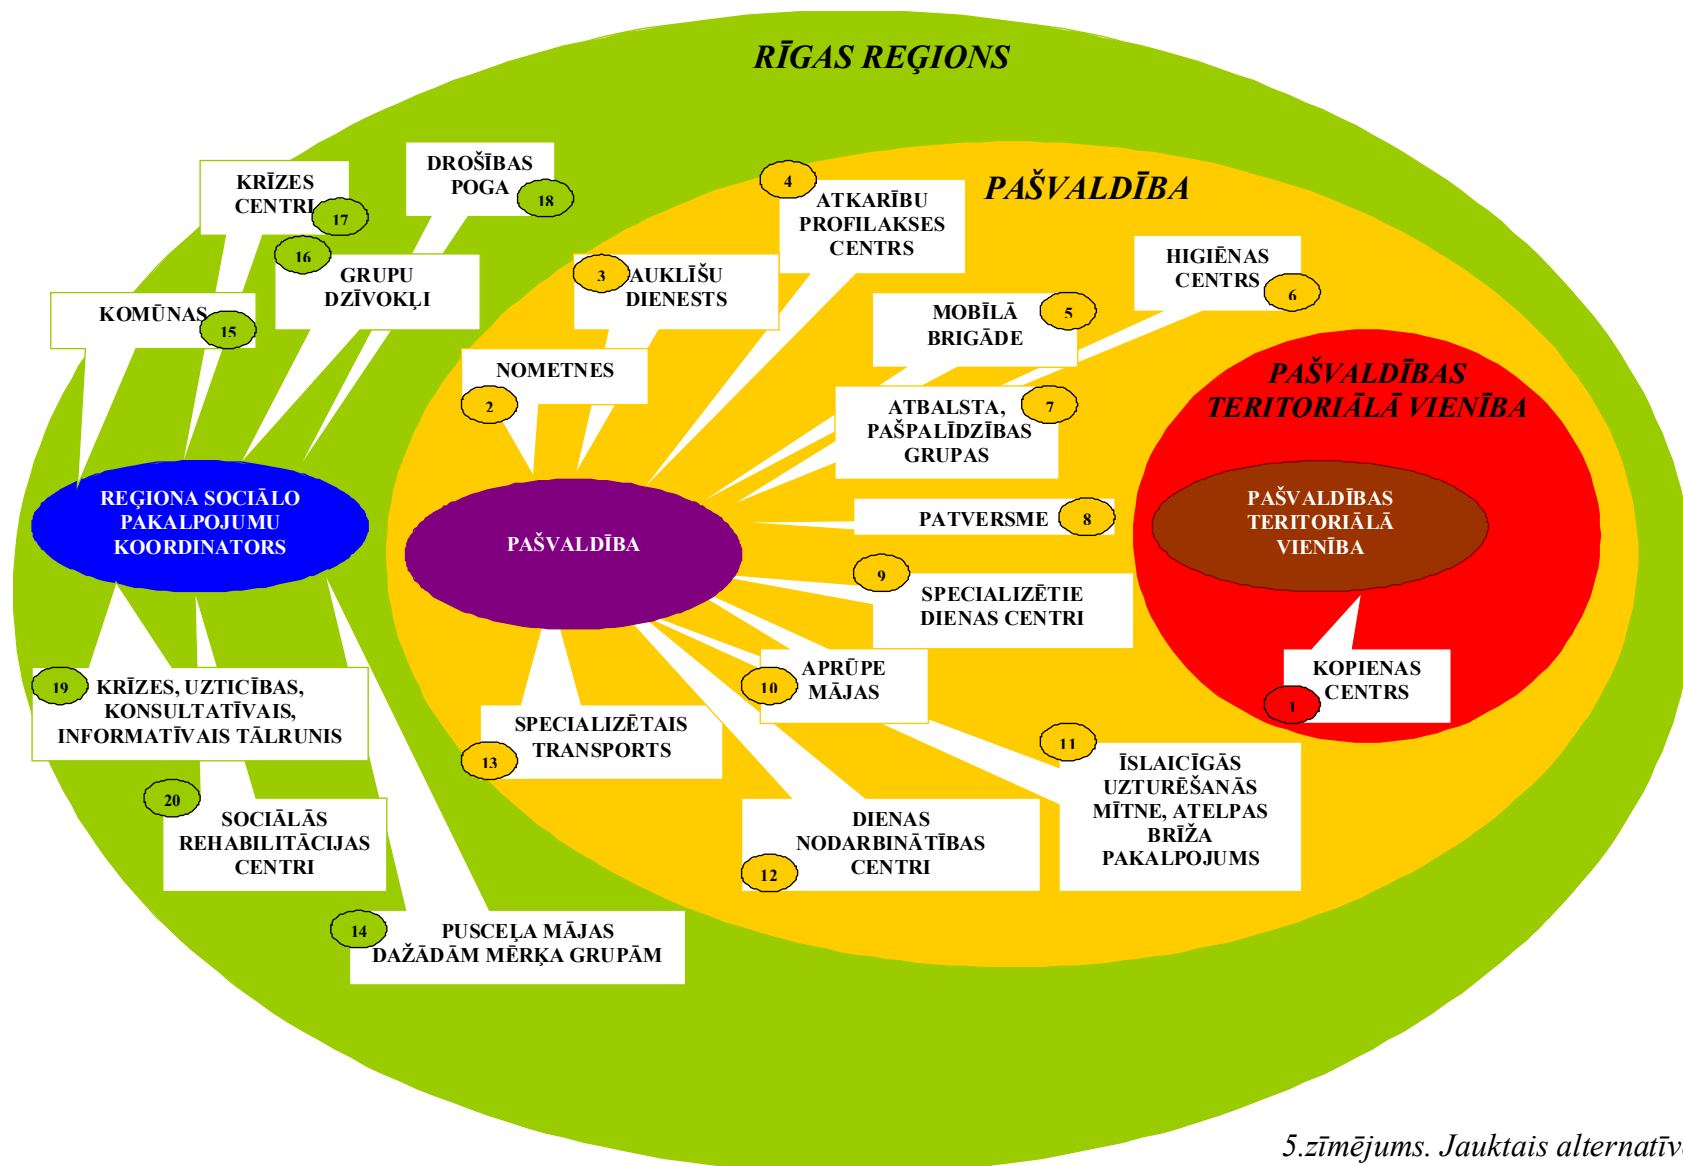 RĪGAS REĢIONS
PAŠVALDĪBA
PAŠVALDĪBAS
TERITORIĀLĀ VIENĪBA
KRĪZES
CENTRI
17
DROŠĪBAS
POGA
18
16
GRUPU
DZĪVOKĻI
KOMŪNAS
15
4
ATKARĪBU
PROFILAKSES
CENTRS
3
AUKLĪŠU
DIENESTS
HIGIĒNAS
CENTRS
6
MOBĪLĀ
BRIGĀDE
5
NOMETNES
2
ATBALSTA,
PAŠPALĪDZĪBAS
GRUPAS
7
REĢIONA SOCIĀLO
PAKALPOJUMU
KOORDINATORS
PAŠVALDĪBA
PATVERSME
8
PAŠVALDĪBAS
TERITORIĀLĀ
VIENĪBA
9
SPECIALIZĒTIE
DIENAS CENTRI
19
KRĪZES, UZTICĪBAS,
KONSULTATĪVAIS,
INFORMATĪVAIS TĀLRUNIS
10
APRŪPE
MĀJAS
KOPIENAS
CENTRS
1
SPECIALIZĒTAIS
TRANSPORTS
13
11
ĪSLAICĪGĀS
UZTURĒŠANĀS
MĪTNE, ATELPAS
BRĪŽA
PAKALPOJUMS
20
SOCIĀLĀS
REHABILITĀCIJAS
CENTRI
DIENAS
NODARBINĀTĪBAS
CENTRI
12
14
PUSCEĻA MĀJAS
DAŽĀDĀM MĒRĶA GRUPĀM
5.zīmējums. Jauktais alternatīv